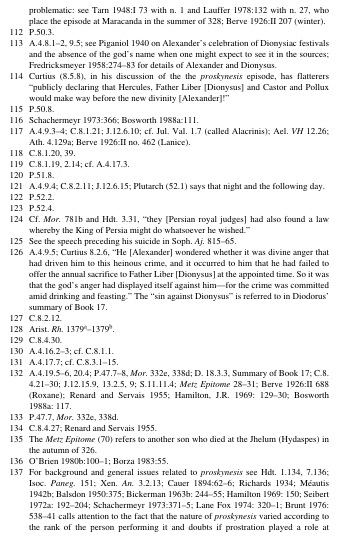 problematic: see Tarn 1948:I 73 with n. 1 and Lauffer 1978:132 with n. 27, who
place the episode at Maracanda in the summer of 328; Berve 1926:II 207 (winter).
112 P.50.3.
113 A.4.8.1–2, 9.5; see Pigianol 1940 on Alexander's celebration of Dionysiac festivals
and the absence of the god's name when one might expect to see it in the sources;
Fredricksmeyer 1958:274–83 for details of Alexander and Dionysus.
114 Curtius (8.5.8), in his discussion of the the proskynesis episode, has flatterers
“publicly declaring that Hercules, Father Liber [Dionysus] and Castor and Pollux
would make way before the new divinity [Alexander]!”
115 P.50.8.
116 Schachermeyr 1973:366; Bosworth 1988a:111.
117 A.4.9.3–4; C.8.1.21; J.12.6.10; cf. Jul. Val. 1.7 (called Alacrinis); Ael. VH 12.26;
Ath. 4.129a; Berve 1926:II no. 462 (Lanice).
118 C.8.1.20, 39.
119 C.8.1.19, 2.14; cf. A.4.17.3.
120 P.51.8.
121 A.4.9.4; C.8.2.11; J.12.6.15; Plutarch (52.1) says that night and the following day.
122 P.52.2.
123 P.52.4.
124 Cf. Mor. 781b and Hdt. 3.31, “they [Persian royal judges] had also found a law
whereby the King of Persia might do whatsoever he wished.”
125 See the speech preceding his suicide in Soph. Aj. 815–65.
126 A.4.9.5; Curtius 8.2.6, “He [Alexander] wondered whether it was divine anger that
had driven him to this heinous crime, and it occurred to him that he had failed to
offer the annual sacrifice to Father Liber [Dionysus] at the appointed time. So it was
that the god's anger had displayed itself against him—for the crime was committed
amid drinking and feasting.” The “sin against Dionysus” is referred to in Diodorus'
summary of Book 17.
127 C.8.2.12.
128 Arist. Rh. 1379ᵃ–1379ᵇ.
129 C.8.4.30.
130 A.4.16.2–3; cf. C.8.1.1.
131 A.4.17.7; cf. C.8.3.1–15.
132 A.4.19.5–6, 20.4; P.47.7–8, Mor. 332e, 338d; D. 18.3.3, Summary of Book 17; C.8.
4.21–30; J.12.15.9, 13.2.5, 9; S.11.11.4; Metz Epitome 28–31; Berve 1926:II 688
(Roxane); Renard and Servais 1955; Hamilton, J.R. 1969: 129–30; Bosworth
1988a: 117.
133 P.47.7, Mor. 332e, 338d.
134 C.8.4.27; Renard and Servais 1955.
135 The Metz Epitome (70) refers to another son who died at the Jhelum (Hydaspes) in
the autumn of 326.
136 O'Brien 1980b:100–1; Borza 1983:55.
137 For background and general issues related to proskynesis see Hdt. 1.134, 7.136;
Isoc. Paneg. 151; Xen. An. 3.2.13; Cauer 1894:62–6; Richards 1934; Méautis
1942b; Balsdon 1950:375; Bickerman 1963b: 244–55; Hamilton 1969: 150; Seibert
1972a: 192–204; Schachermeyr 1973:371–5; Lane Fox 1974: 320–1; Brunt 1976:
538–41 calls attention to the fact that the nature of proskynesis varied according to
the rank of the person performing it and doubts if prostration played a role at